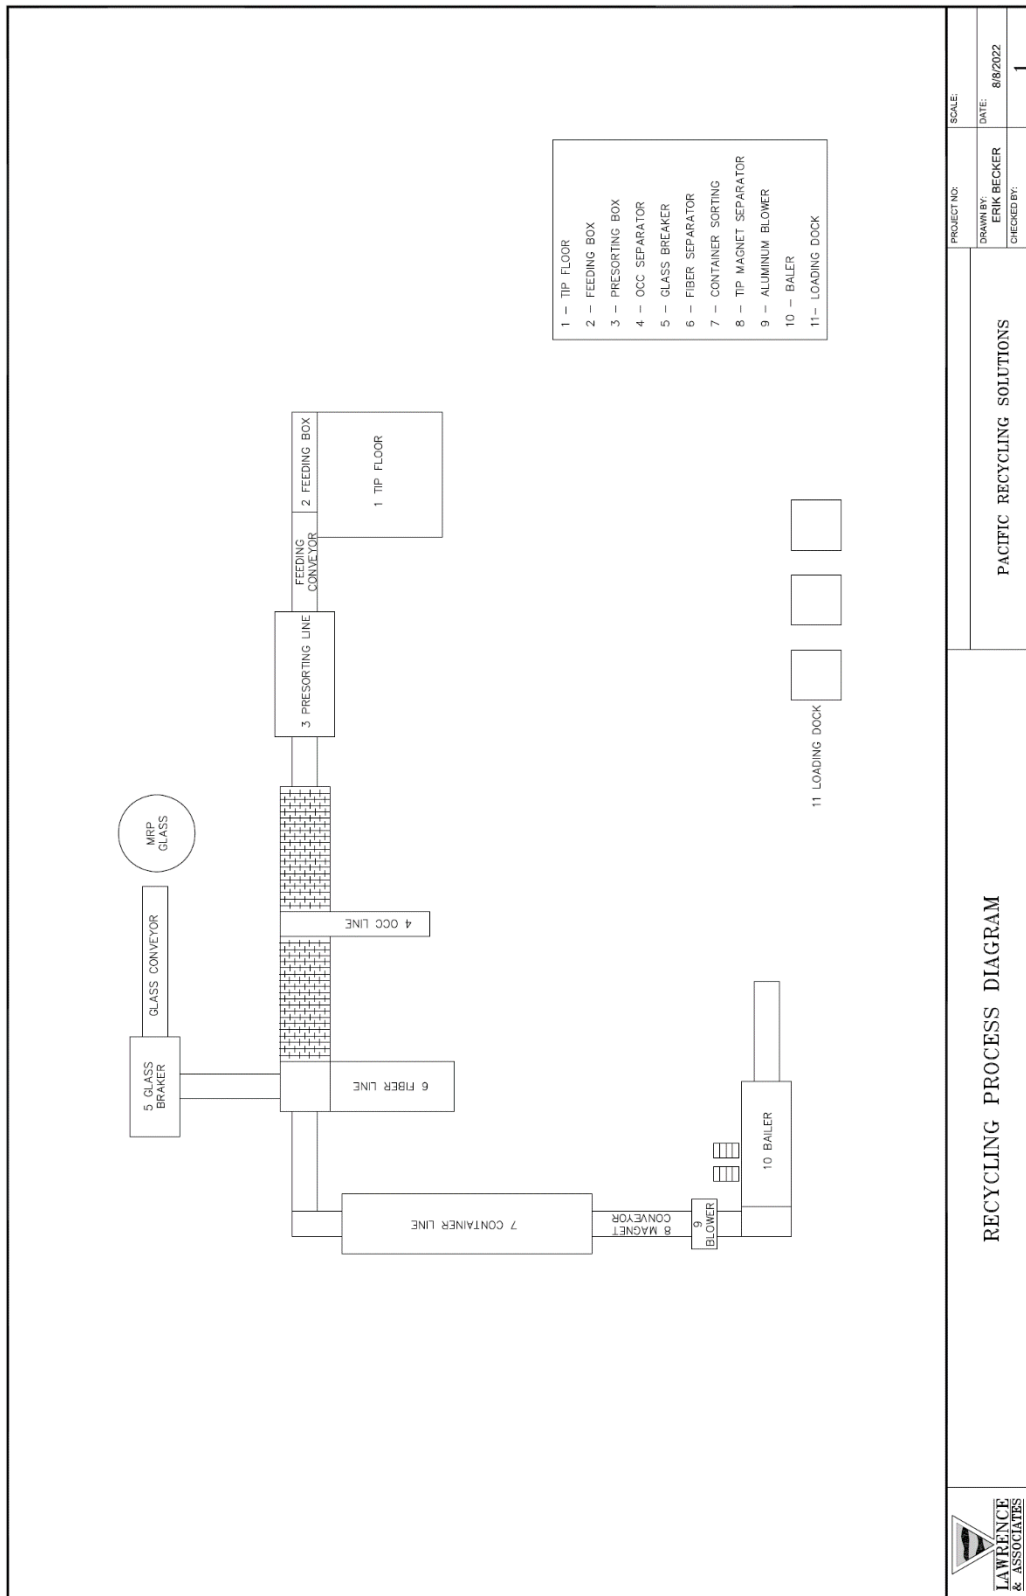 MRP
GLASS
GLASS CONVEYOR
5 GLASS
BRAKER
2 FEEDING BOX
1 TIP FLOOR
FEEDING
CONVEYOR
3 PRESORTING LINE
4 OCC LINE
6 FIBER LINE
7 CONTAINER LINE
8 MAGNET
CONVEYOR
9
BLOWER
10 BAILER
11 LOADING DOCK
1 – TIP FLOOR
2 – FEEDING BOX
3 – PRESORTING BOX
4 – OCC SEPARATOR
5 – GLASS BREAKER
6 – FIBER SEPARATOR
7 – CONTAINER SORTING
8 – TIP MAGNET SEPARATOR
9 – ALUMINUM BLOWER
10 – BALER
11– LOADING DOCK
LAWRENCE
& ASSOCIATES
RECYCLING PROCESS DIAGRAM
PACIFIC RECYCLING SOLUTIONS
PROJECT NO:
SCALE:
DRAWN BY:
ERIK BECKER
DATE:
8/8/2022
CHECKED BY:
1